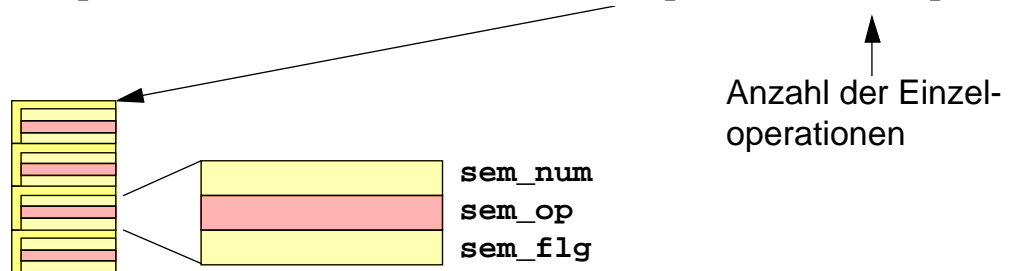 Anzahl der Einzel-
operationen
sem_num
sem_op
sem_flg